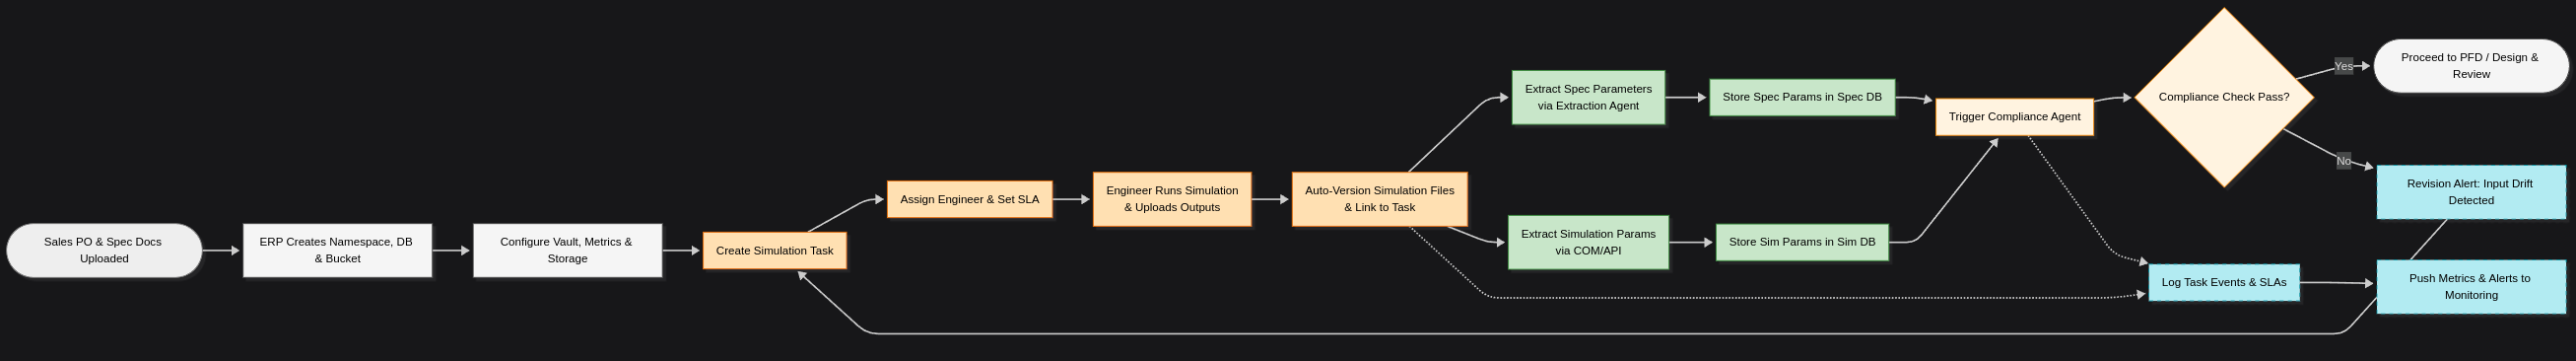 Sales PO & Spec Docs
Uploaded
ERP Creates Namespace, DB
& Bucket
Configure Vault, Metrics &
Storage
Create Simulation Task
Assign Engineer & Set SLA
Engineer Runs Simulation
& Uploads Outputs
Auto-Version Simulation Files
& Link to Task
Extract Spec Parameters
via Extraction Agent
Store Spec Params in Spec DB
Extract Simulation Params
via COM/API
Store Sim Params in Sim DB
Trigger Compliance Agent
Compliance Check Pass?
Yes
Proceed to PFD / Design &
Review
No
Revision Alert: Input Drift
Detected
Log Task Events & SLAs
Push Metrics & Alerts to
Monitoring